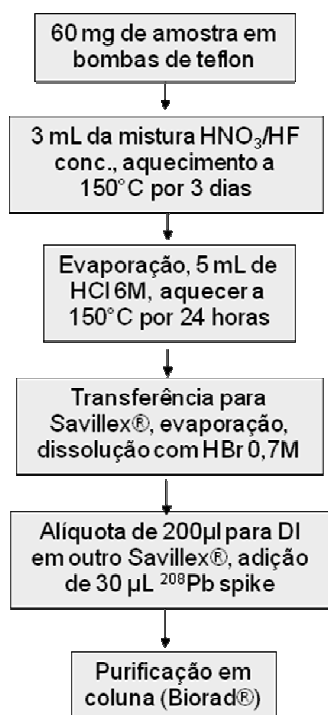 60 mg de amostra em
bombas de teflon
3 mL da mistura HNO₃/HF
conc., aquecimento a
150°C por 3 dias
Evaporação, 5 mL de
HCl 6M, aquecer a
150°C por 24 horas
Transferência para
Savillex®, evaporação,
dissolução com HBr 0,7M
Alíquota de 200µl para DI
em outro Savillex®, adição
de 30 µL ²⁰⁸Pb spike
Purificação em
coluna (Biorad®)